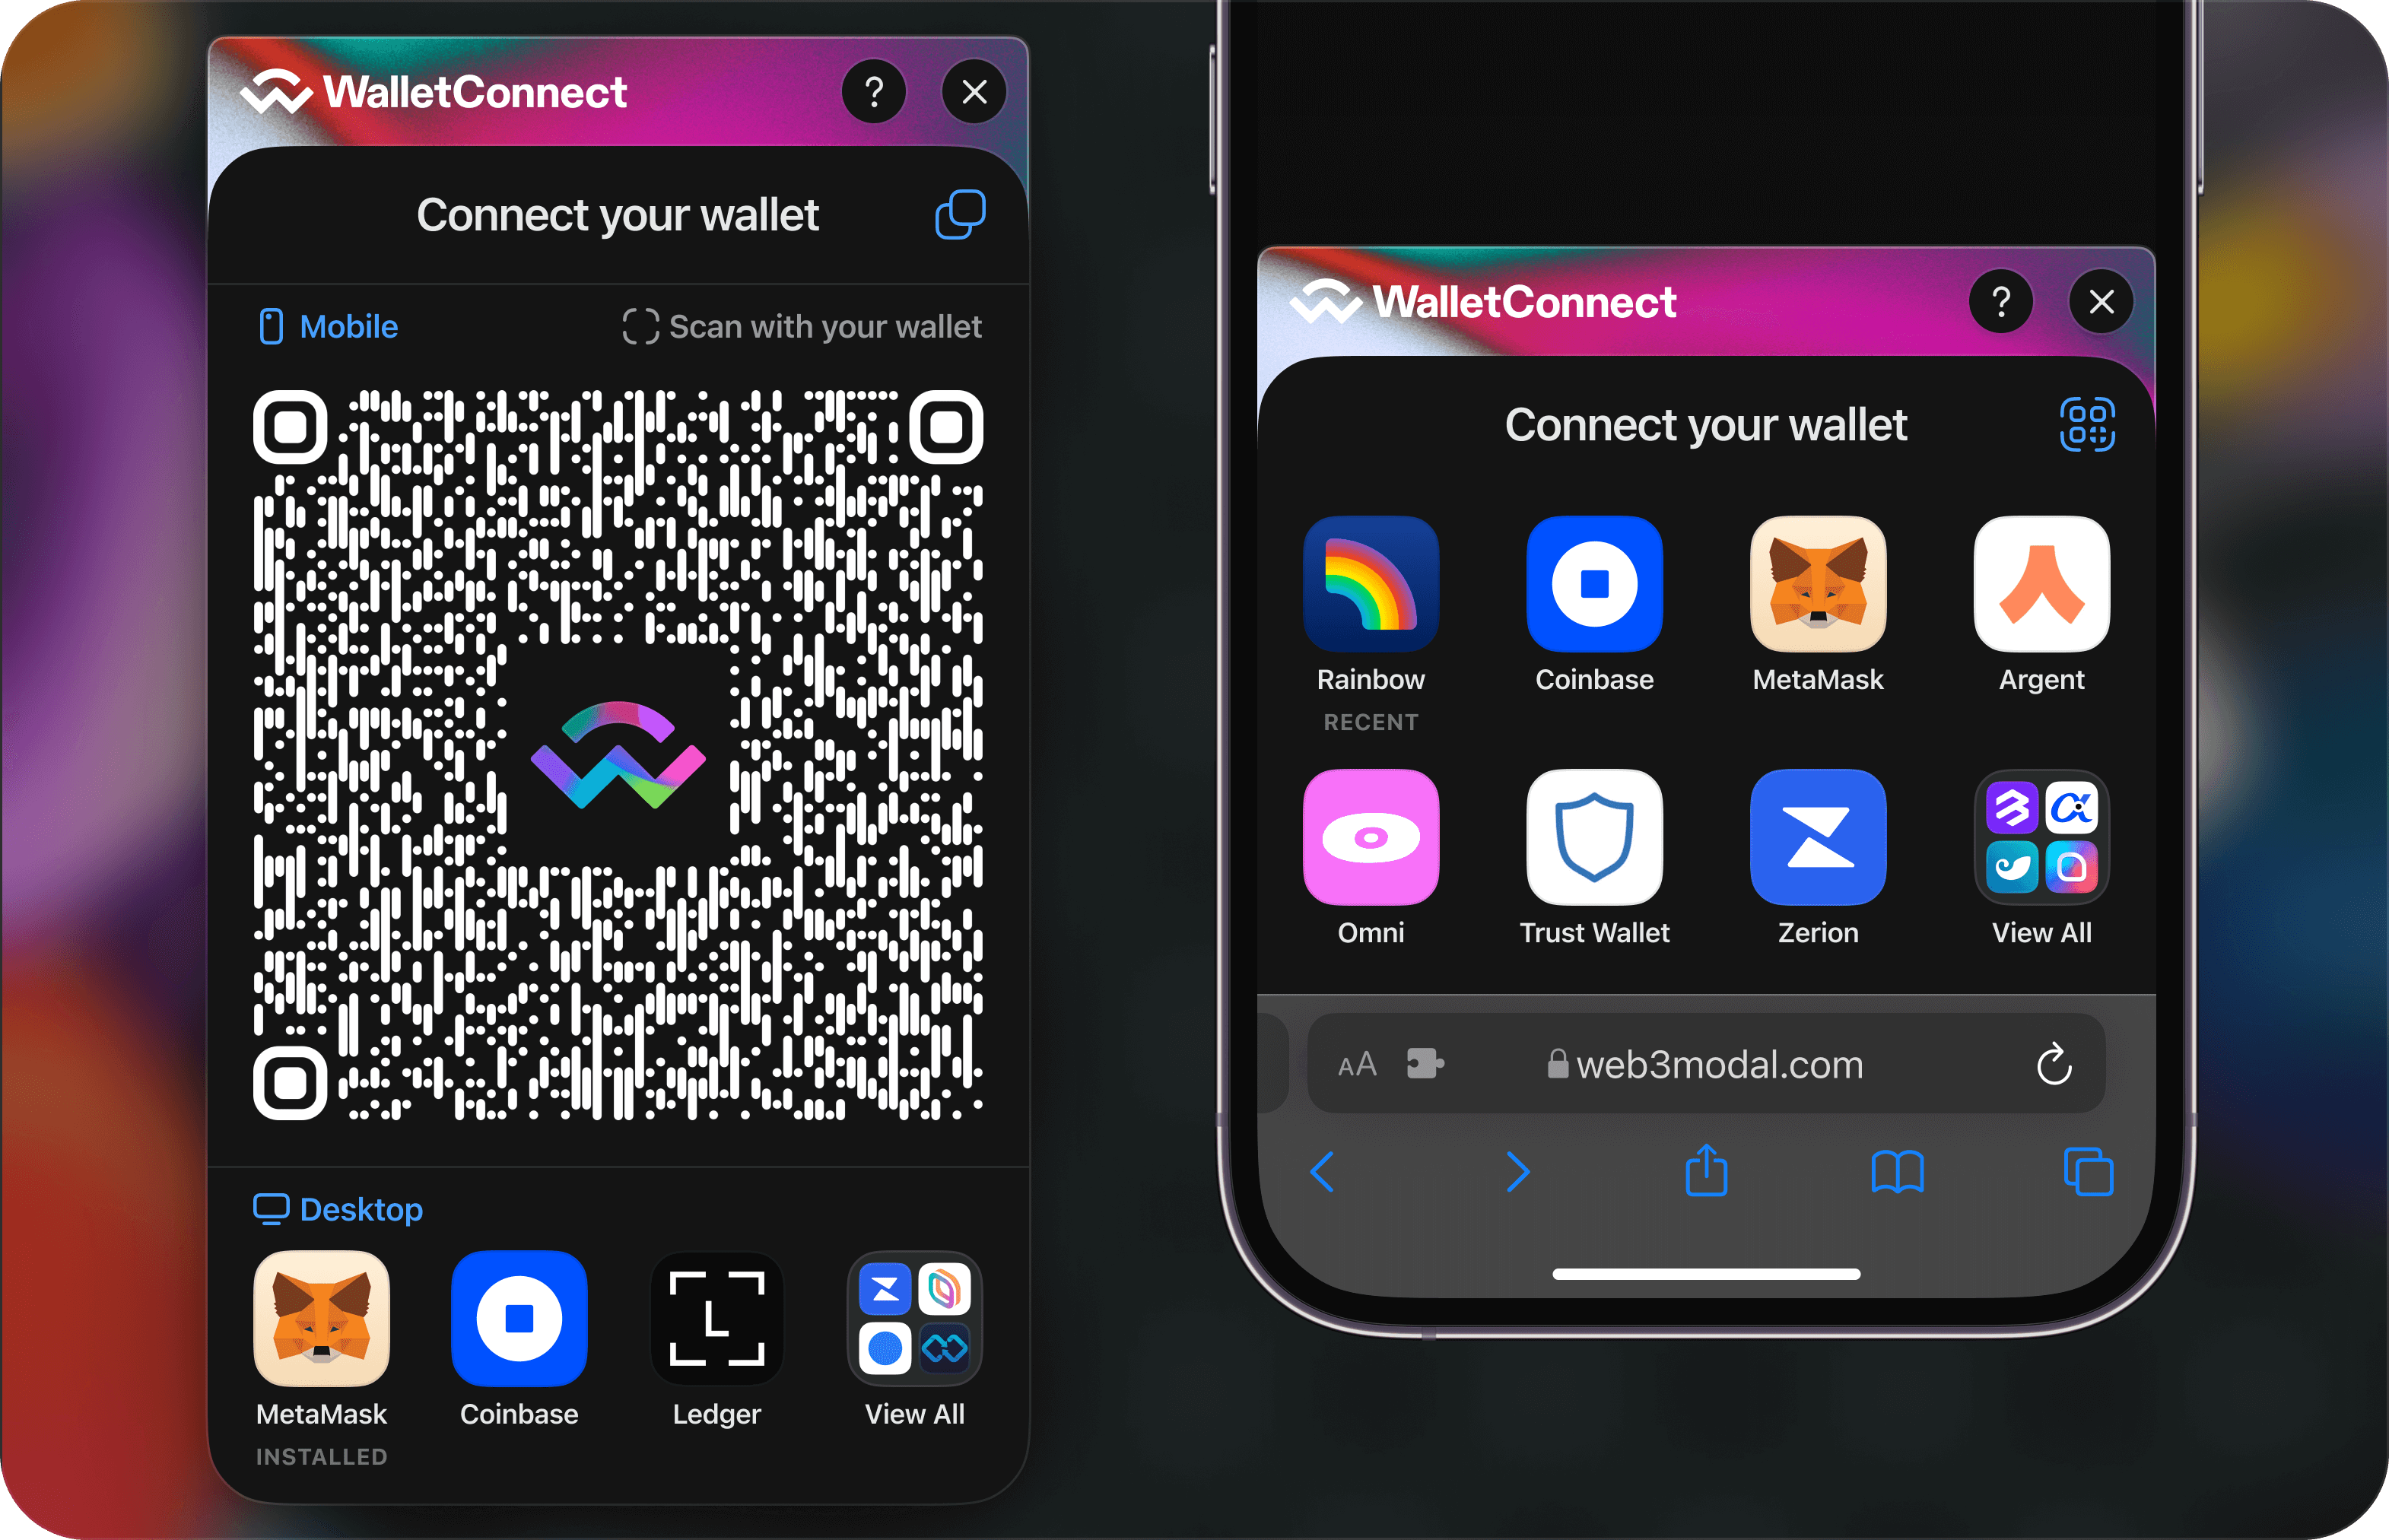 WalletConnect
?
Connect your wallet
Mobile
Scan with your wallet
Desktop
MetaMask
Coinbase
Ledger
View All
INSTALLED
WalletConnect
?
Connect your wallet
Rainbow
Coinbase
MetaMask
Argent
RECENT
Omni
Trust Wallet
Zerion
View All
AA
web3modal.com